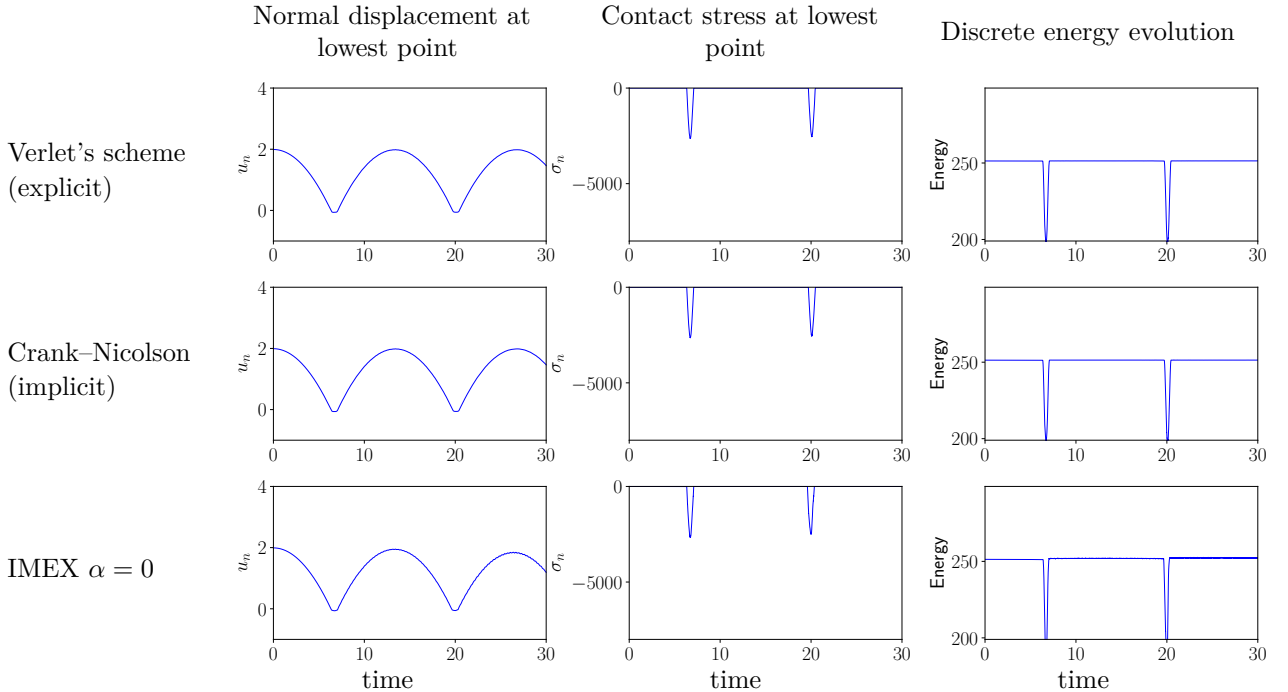 Normal displacement at
lowest point
Contact stress at lowest
point
Discrete energy evolution
Verlet's scheme
(explicit)
4
2
0
u_n
0 10 20 30
0
−5000
σ_n
0 10 20 30
250
200
Energy
0 10 20 30
Crank–Nicolson
(implicit)
4
2
0
u_n
0 10 20 30
0
−5000
σ_n
0 10 20 30
250
200
Energy
0 10 20 30
IMEX α = 0
4
2
0
u_n
0 10 20 30
time
0
−5000
σ_n
0 10 20 30
time
250
200
Energy
0 10 20 30
time